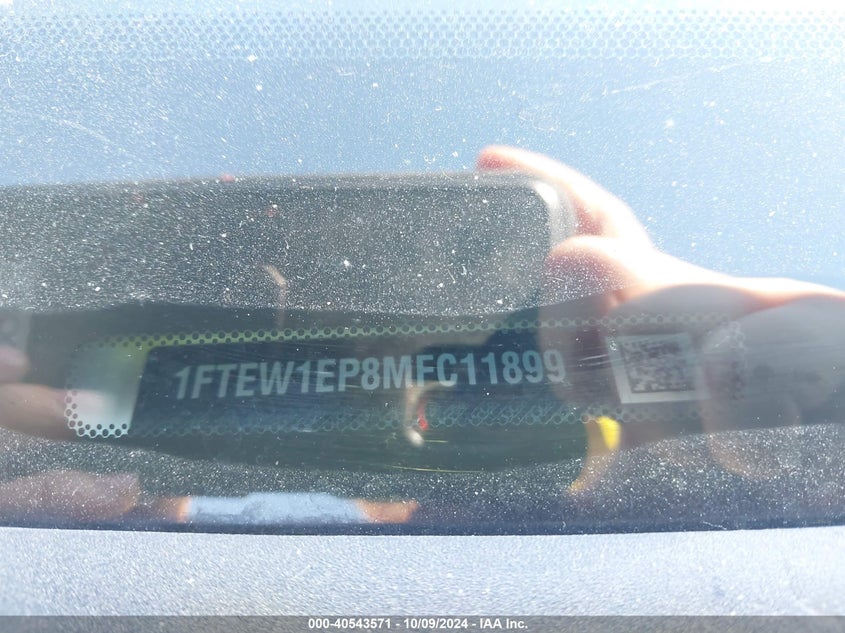 1FTEW1EP8MFC11899
000-40543571 - 10/09/2024 - IAA Inc.